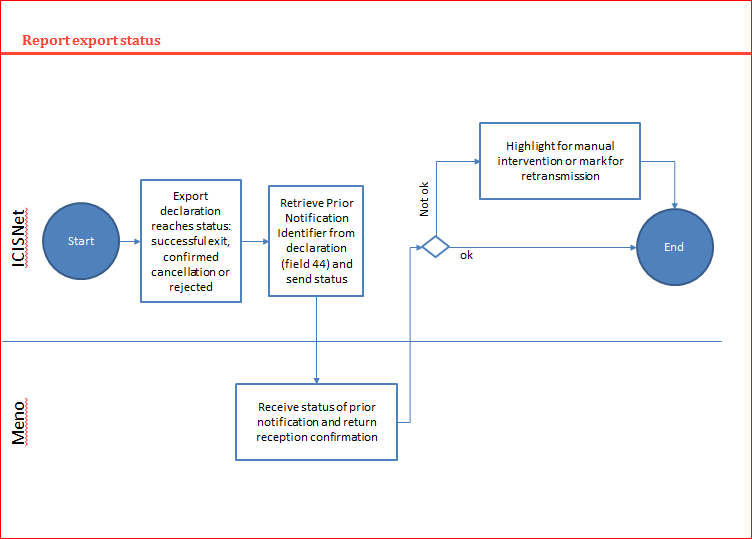 Report export status
ICISNet
Start
Export
declaration
reaches status:
successful exit,
confirmed
cancellation or
rejected
Retrieve Prior
Notification
Identifier from
declaration
(field 44) and
send status
Not ok
ok
Highlight for manual
intervention or mark for
retransmission
End
Meno
Receive status of prior
notification and return
reception confirmation